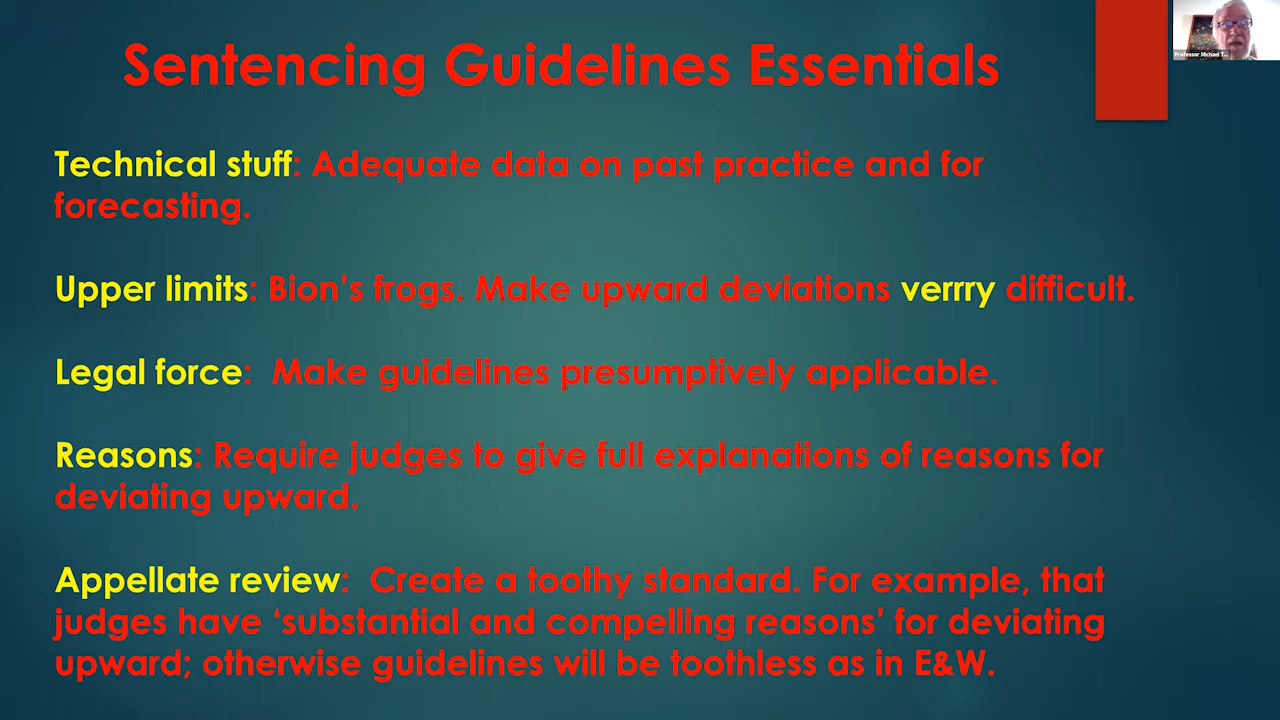 Sentencing Guidelines Essentials
Professor Michael T...
Technical stuff: Adequate data on past practice and for
forecasting.
Upper limits: Bion's frogs. Make upward deviations verrry difficult.
Legal force:  Make guidelines presumptively applicable.
Reasons: Require judges to give full explanations of reasons for
deviating upward.
Appellate review:  Create a toothy standard. For example, that
judges have ‘substantial and compelling reasons’ for deviating
upward; otherwise guidelines will be toothless as in E&W.